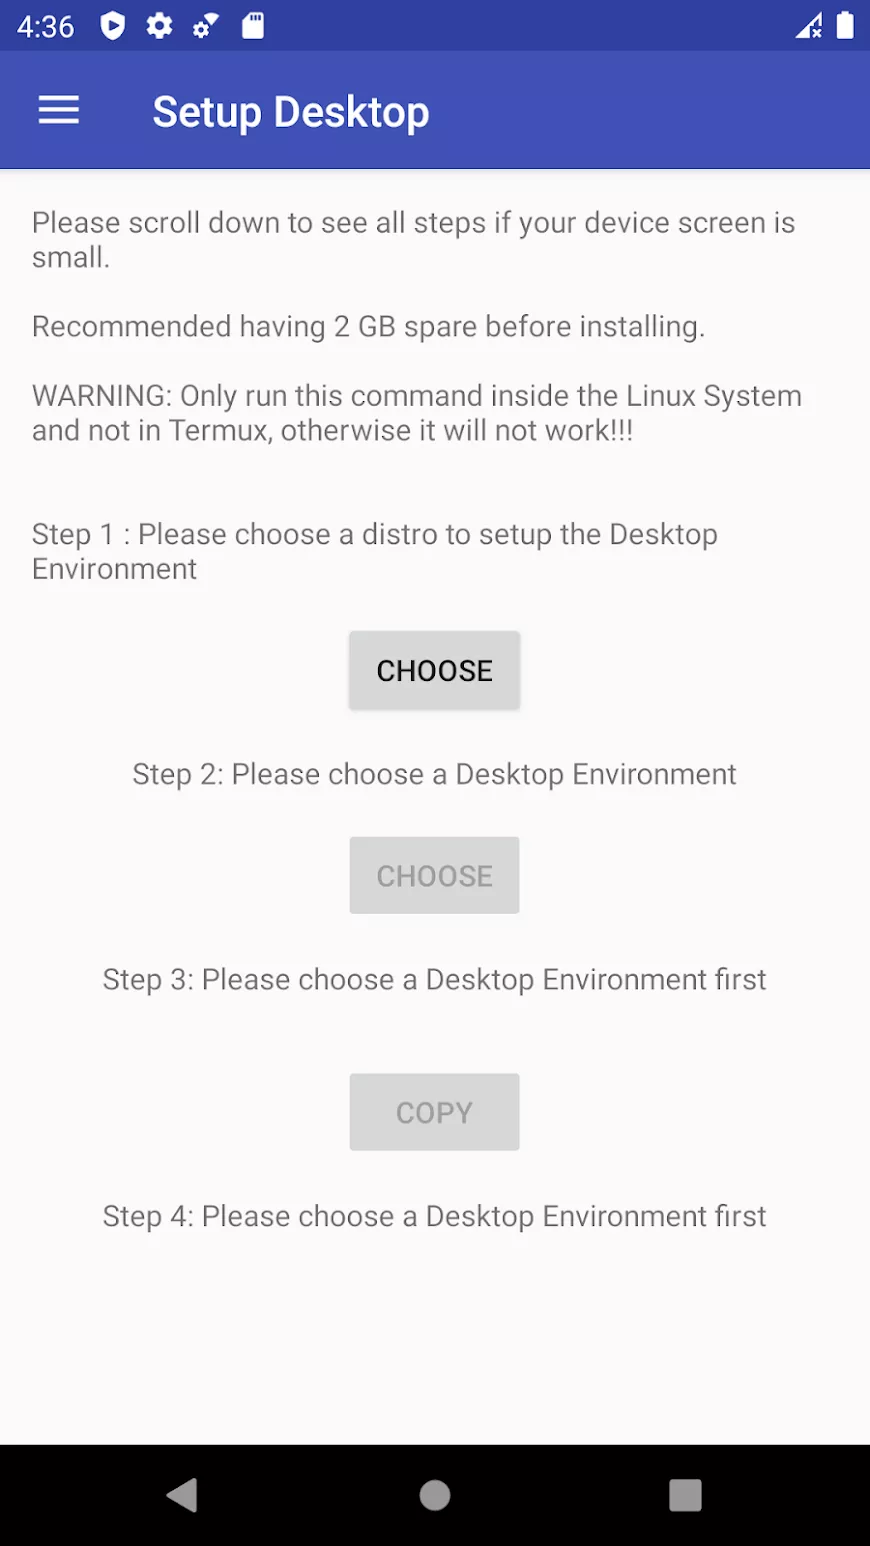 4:36
Setup Desktop
Please scroll down to see all steps if your device screen is
small.
Recommended having 2 GB spare before installing.
WARNING: Only run this command inside the Linux System
and not in Termux, otherwise it will not work!!!
Step 1 : Please choose a distro to setup the Desktop
Environment
CHOOSE
Step 2: Please choose a Desktop Environment
CHOOSE
Step 3: Please choose a Desktop Environment first
COPY
Step 4: Please choose a Desktop Environment first